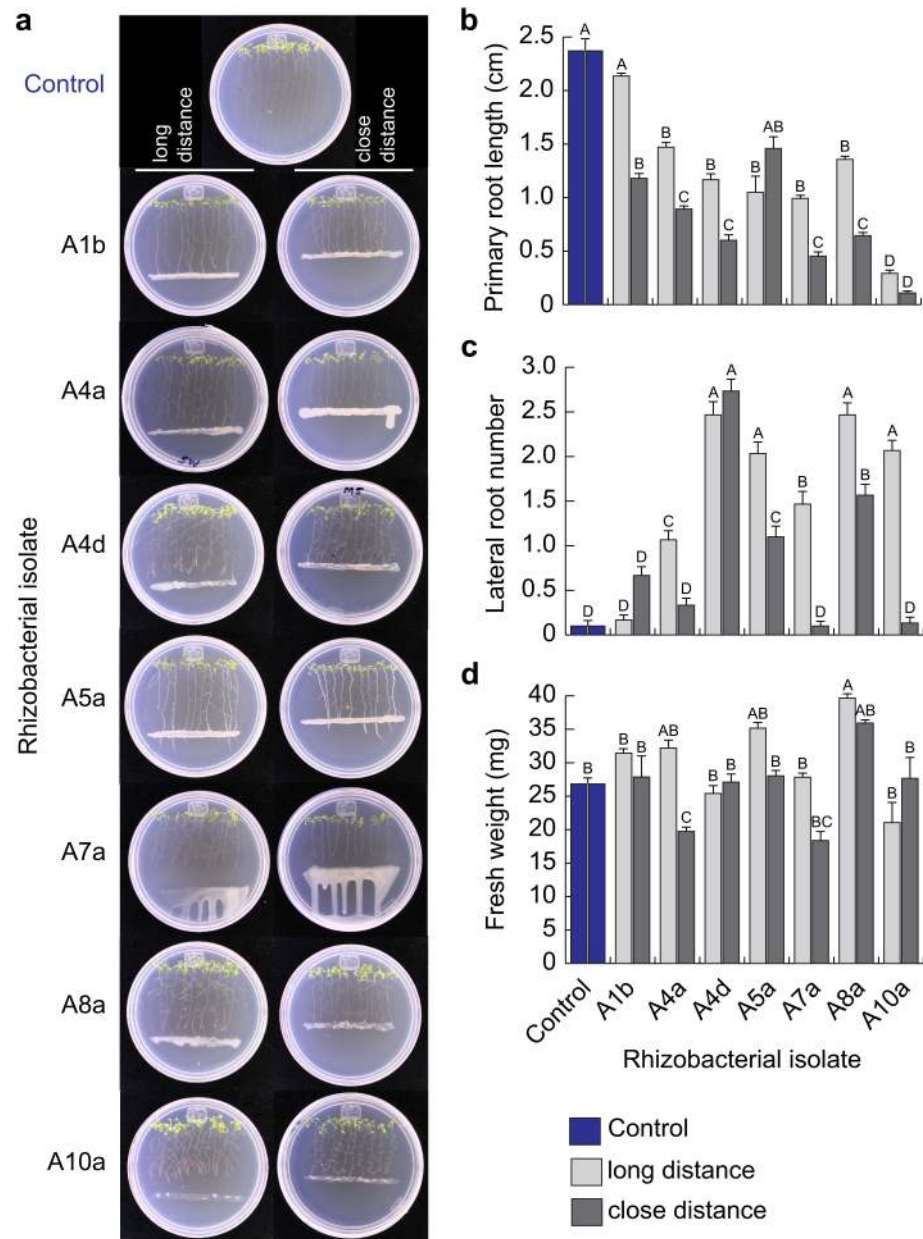 a
Control
long
distance
close
distance
A1b
A4a
A4d
A5a
A7a
A8a
A10a
Rhizobacterial isolate
SW
MS
b
Primary root length (cm)
2.5
2.0
1.5
1.0
0.5
0
A
A
B
B
C
B
C
B
AB
B
C
B
C
D
D
c
Lateral root number
3.0
2.5
2.0
1.5
1.0
0.5
0
D
D
D
C
D
A
A
A
C
B
D
A
B
A
D
d
Fresh weight (mg)
40
35
30
25
20
15
10
5
0
B
B
B
AB
C
B
B
AB
B
B
BC
A
AB
B
B
Control
A1b
A4a
A4d
A5a
A7a
A8a
A10a
Rhizobacterial isolate
Control
long distance
close distance